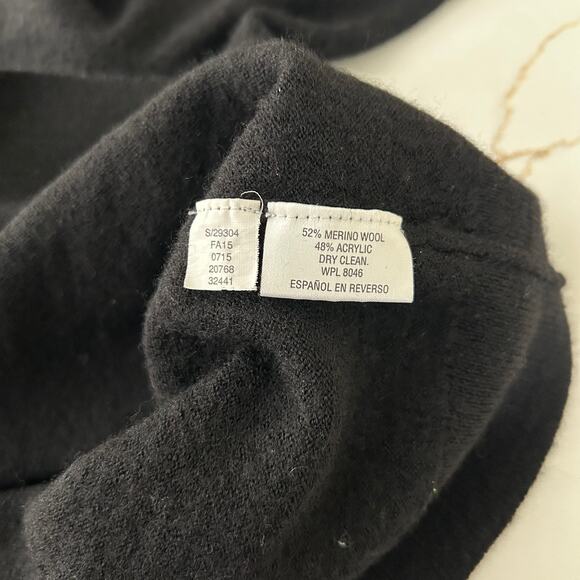 S/29304
FA15
0715
20768
32441
52% MERINO WOOL
48% ACRYLIC
DRY CLEAN.
WPL 8046
ESPAÑOL EN REVERSO